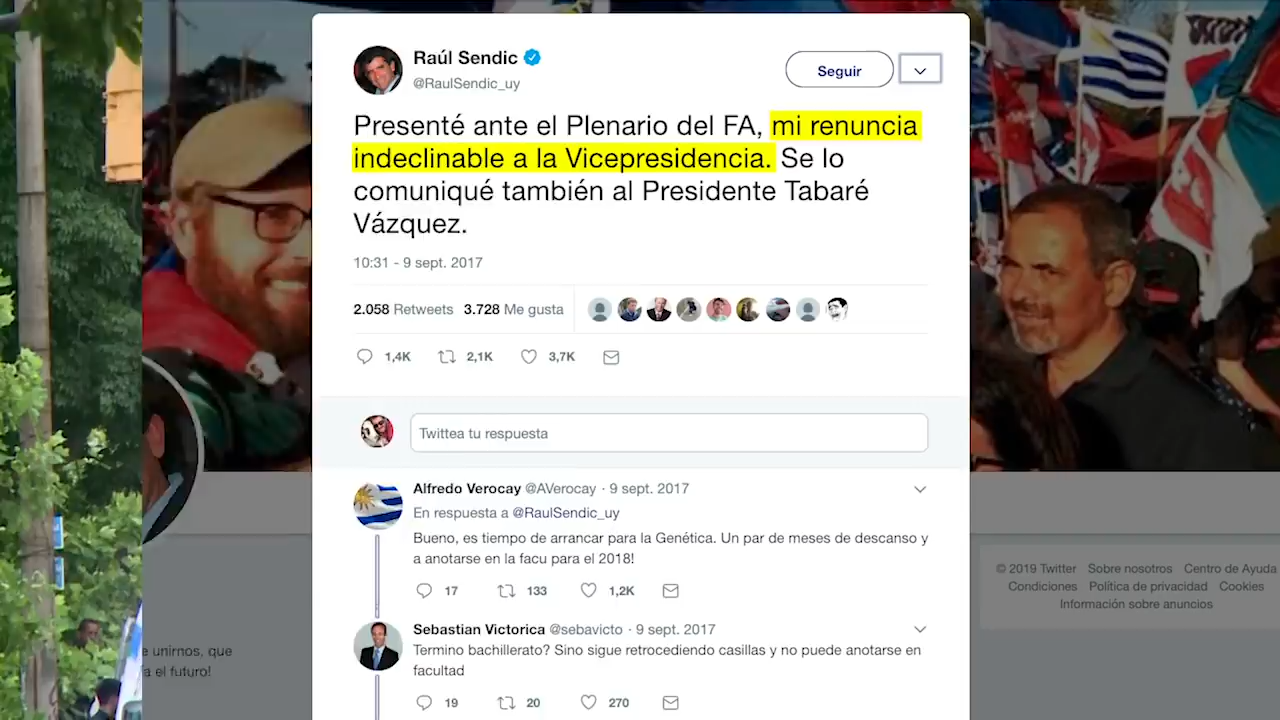 Raúl Sendic
@RaulSendic_uy
Seguir
Presenté ante el Plenario del FA, mi renuncia
indeclinable a la Vicepresidencia. Se lo
comuniqué también al Presidente Tabaré
Vázquez.
10:31 - 9 sept. 2017
2.058 Retweets 3.728 Me gusta
1,4K 2,1K 3,7K
Twittea tu respuesta
Alfredo Verocay @AVerocay · 9 sept. 2017
En respuesta a @RaulSendic_uy
Bueno, es tiempo de arrancar para la Genética. Un par de meses de descanso y
a anotarse en la facu para el 2018!
17 133 1,2K
Sebastian Victorica @sebavicto · 9 sept. 2017
Termino bachillerato? Sino sigue retrocediendo casillas y no puede anotarse en
facultad
19 20 270
e unirnos, que
a el futuro!
© 2019 Twitter Sobre nosotros Centro de Ayuda
Condiciones Política de privacidad Cookies
Información sobre anuncios